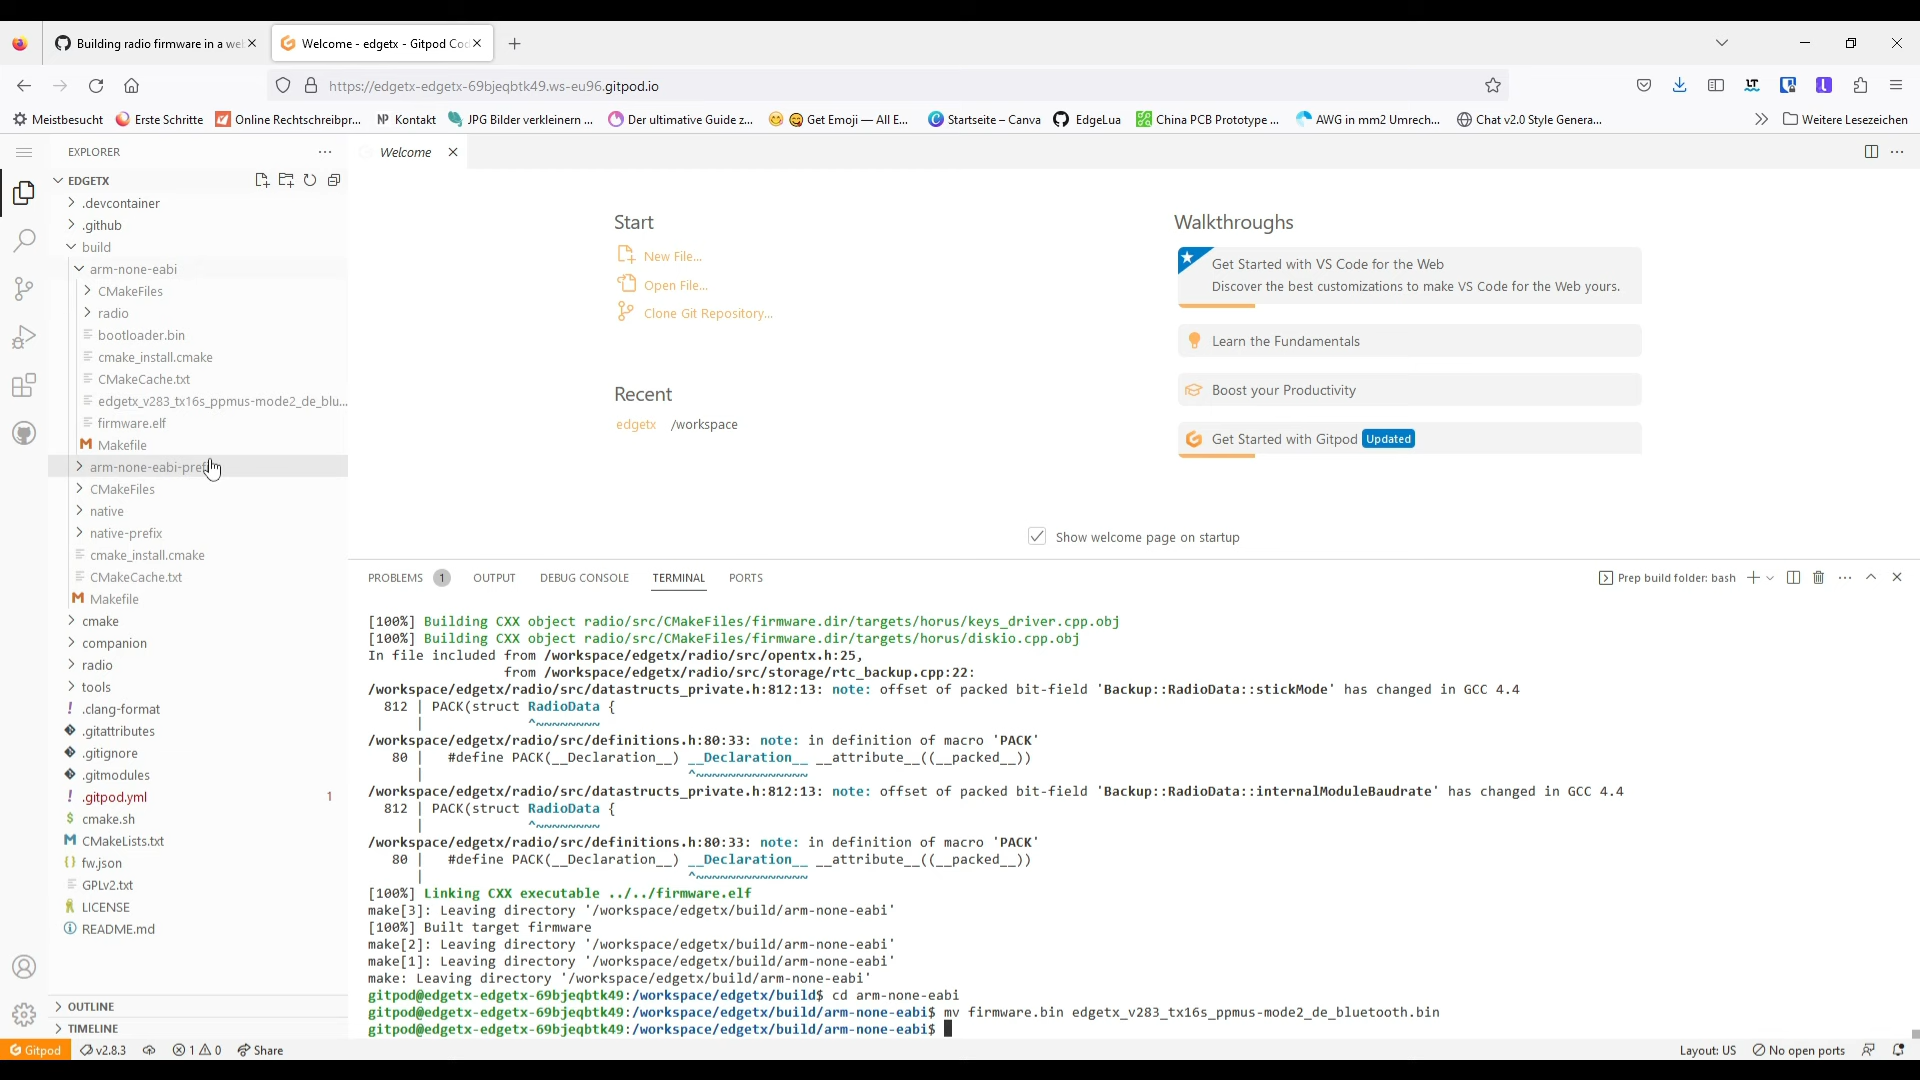 Building radio firmware in a we
Welcome - edgetx - Gitpod Cod
https://edgetx-edgetx-69bjeqbtk49.ws-eu96.gitpod.io
Meistbesucht
Erste Schritte
Online Rechtschreibpr...
Kontakt
JPG Bilder verkleinern ...
Der ultimative Guide z...
Get Emoji — All E...
Startseite – Canva
EdgeLua
China PCB Prototype ...
AWG in mm2 Umrech...
Chat v2.0 Style Genera...
Weitere Lesezeichen
EXPLORER
EDGETX
.devcontainer
.github
build
arm-none-eabi
CMakeFiles
radio
bootloader.bin
cmake_install.cmake
CMakeCache.txt
edgetx_v283_tx16s_ppmus-mode2_de_blu...
firmware.elf
Makefile
arm-none-eabi-pref
CMakeFiles
native
native-prefix
cmake_install.cmake
CMakeCache.txt
Makefile
cmake
companion
radio
tools
.clang-format
.gitattributes
.gitignore
.gitmodules
.gitpod.yml 1
cmake.sh
CMakeLists.txt
fw.json
GPLv2.txt
LICENSE
README.md
OUTLINE
TIMELINE
Welcome
Start
New File...
Open File...
Clone Git Repository...
Recent
edgetx /workspace
Walkthroughs
Get Started with VS Code for the Web
Discover the best customizations to make VS Code for the Web yours.
Learn the Fundamentals
Boost your Productivity
Get Started with Gitpod Updated
Show welcome page on startup
PROBLEMS 1 OUTPUT DEBUG CONSOLE TERMINAL PORTS
Prep build folder: bash
[100%] Building CXX object radio/src/CMakeFiles/firmware.dir/targets/horus/keys_driver.cpp.obj
[100%] Building CXX object radio/src/CMakeFiles/firmware.dir/targets/horus/diskio.cpp.obj
In file included from /workspace/edgetx/radio/src/opentx.h:25,
from /workspace/edgetx/radio/src/storage/rtc_backup.cpp:22:
/workspace/edgetx/radio/src/datastructs_private.h:812:13: note: offset of packed bit-field 'Backup::RadioData::stickMode' has changed in GCC 4.4
812 | PACK(struct RadioData {
| ^~~~~~~~~
/workspace/edgetx/radio/src/definitions.h:80:33: note: in definition of macro 'PACK'
80 | #define PACK(__Declaration__) __Declaration__ __attribute__((__packed__))
| ^~~~~~~~~~~~~~~
/workspace/edgetx/radio/src/datastructs_private.h:812:13: note: offset of packed bit-field 'Backup::RadioData::internalModuleBaudrate' has changed in GCC 4.4
812 | PACK(struct RadioData {
| ^~~~~~~~~
/workspace/edgetx/radio/src/definitions.h:80:33: note: in definition of macro 'PACK'
80 | #define PACK(__Declaration__) __Declaration__ __attribute__((__packed__))
| ^~~~~~~~~~~~~~~
[100%] Linking CXX executable ../../firmware.elf
make[3]: Leaving directory '/workspace/edgetx/build/arm-none-eabi'
[100%] Built target firmware
make[2]: Leaving directory '/workspace/edgetx/build/arm-none-eabi'
make[1]: Leaving directory '/workspace/edgetx/build/arm-none-eabi'
make: Leaving directory '/workspace/edgetx/build/arm-none-eabi'
gitpod@edgetx-edgetx-69bjeqbtk49:/workspace/edgetx/build$ cd arm-none-eabi
gitpod@edgetx-edgetx-69bjeqbtk49:/workspace/edgetx/build/arm-none-eabi$ mv firmware.bin edgetx_v283_tx16s_ppmus-mode2_de_bluetooth.bin
gitpod@edgetx-edgetx-69bjeqbtk49:/workspace/edgetx/build/arm-none-eabi$
Gitpod v2.8.3 1 0 Share
Layout: US No open ports